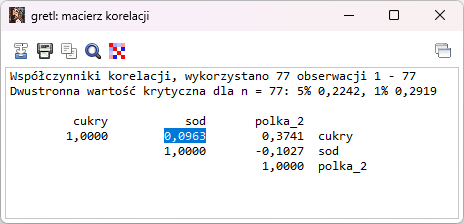 gretl: macierz korelacji
Współczynniki korelacji, wykorzystano 77 obserwacji 1 - 77
Dwustronna wartość krytyczna dla n = 77: 5% 0,2242, 1% 0,2919
cukry sod polka_2
1,0000 0,0963 0,3741 cukry
1,0000 -0,1027 sod
1,0000 polka_2